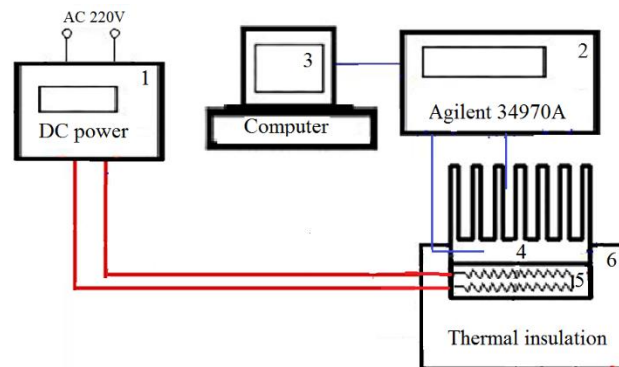 AC 220V
1
DC power
3
Computer
2
Agilent 34970A
4
5
6
Thermal insulation